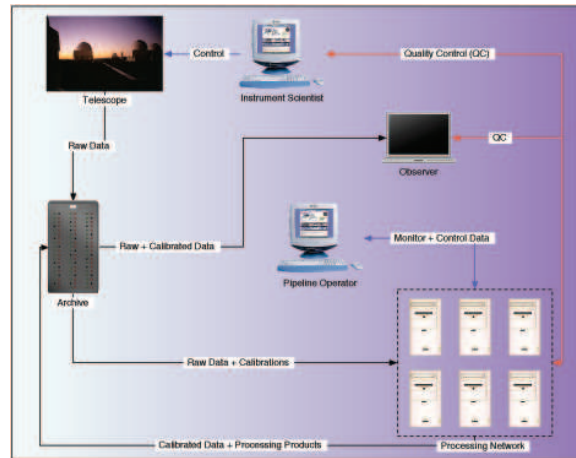 Control
Quality Control (QC)
Telescope
Instrument Scientist
Raw Data
QC
Observer
Raw + Calibrated Data
Monitor + Control Data
Pipeline Operator
Archive
Raw Data + Calibrations
Calibrated Data + Processing Products
Processing Network